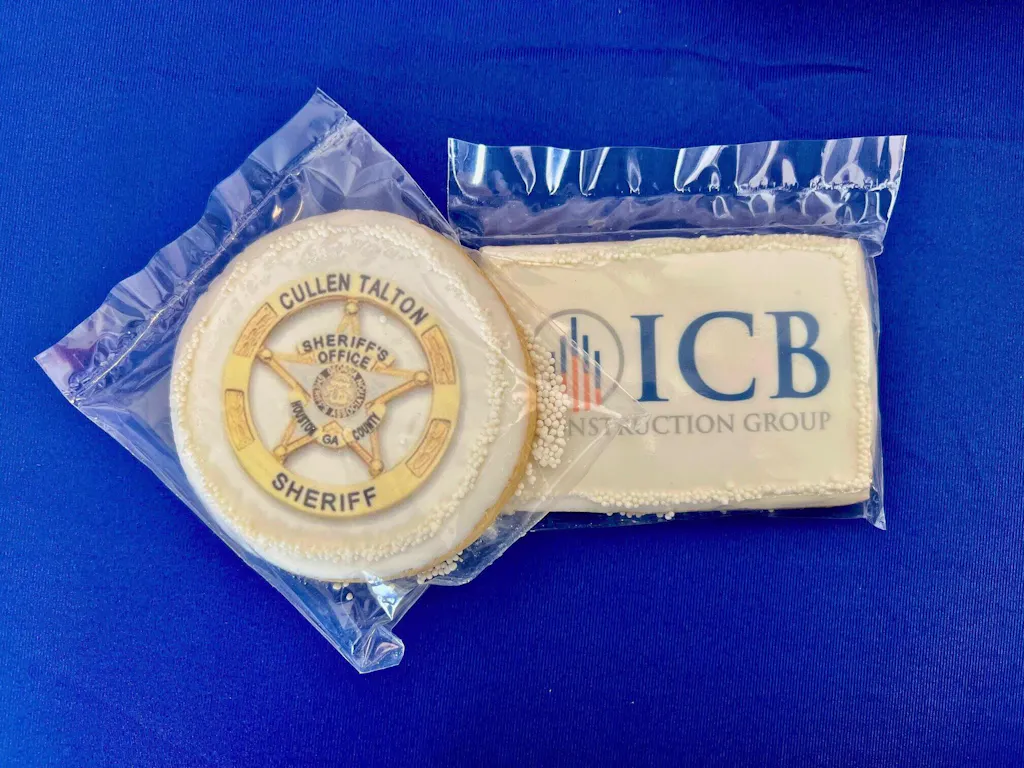 CULLEN TALTON
SHERIFF'S
OFFICE
HOUSTON
GA
COUNTY
SHERIFF
ICB
NSTRUCTION GROUP